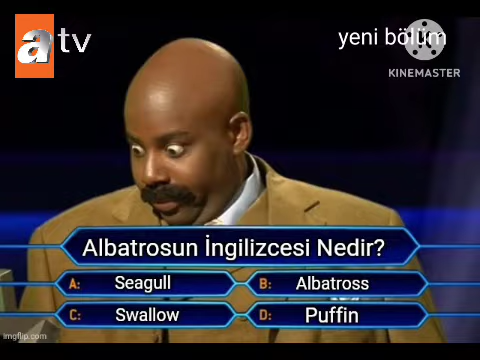 atv
yeni bölüm
KINEMASTER
Albatrosun İngilizcesi Nedir?
A: Seagull
B: Albatross
C: Swallow
D: Puffin
imgflip.com